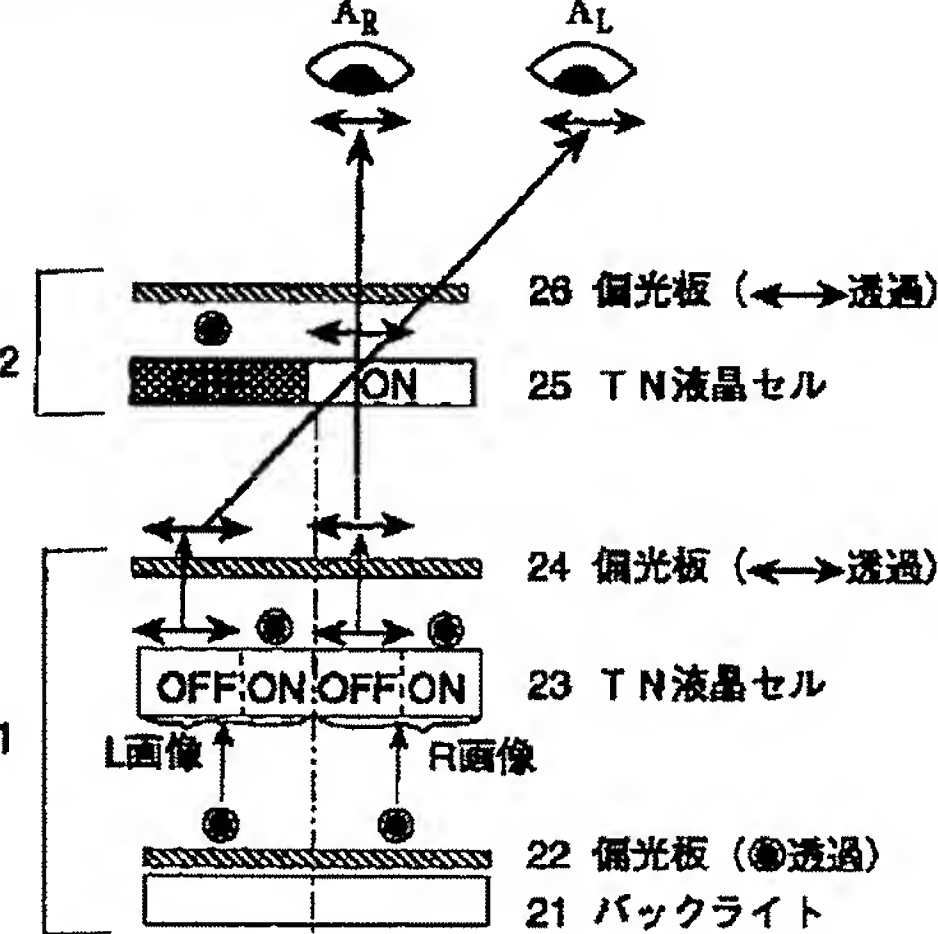 AR AL
26 偏光板 (↔透過)
2
ON 25 TN液晶セル
24 偏光板 (↔透過)
OFF ON OFF ON 23 TN液晶セル
1
L画像 R画像
22 偏光板 (◉透過)
21 バックライト